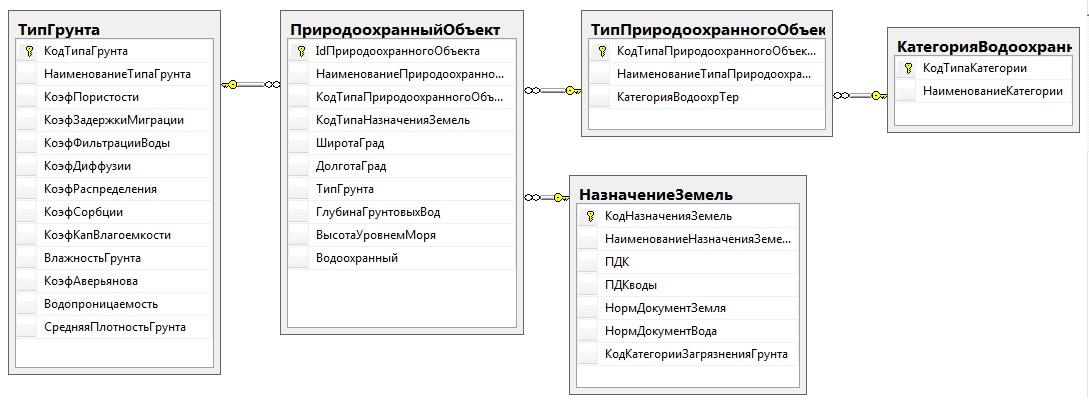 ТипГрунта
КодТипаГрунта
НаименованиеТипаГрунта
КоэфПористости
КоэфЗадержкиМиграции
КоэфФильтрацииВоды
КоэфДиффузии
КоэфРаспределения
КоэфСорбции
КоэфКапВлагоемкости
ВлажностьГрунта
КоэфАверьянова
Водопроницаемость
СредняяПлотностьГрунта
ПриродоохранныйОбъект
IdПриродоохранногоОбъекта
НаименованиеПриродоохранно...
КодТипаПриродоохранногоОбъ...
КодТипаНазначенияЗемель
ШиротаГрад
ДолготаГрад
ТипГрунта
ГлубинаГрунтовыхВод
ВысотаУровнемМоря
Водоохранный
ТипПриродоохранногоОбъек
КодТипаПриродоохранногоОбъек...
НаименованиеТипаПриродоохра...
КатегорияВодоохрТер
КатегорияВодоохранн
КодТипаКатегории
НаименованиеКатегории
НазначениеЗемель
КодНазначенияЗемель
НаименованиеНазначенияЗеме...
ПДК
ПДКводы
НормДокументЗемля
НормДокументВода
КодКатегорииЗагрязненияГрунта